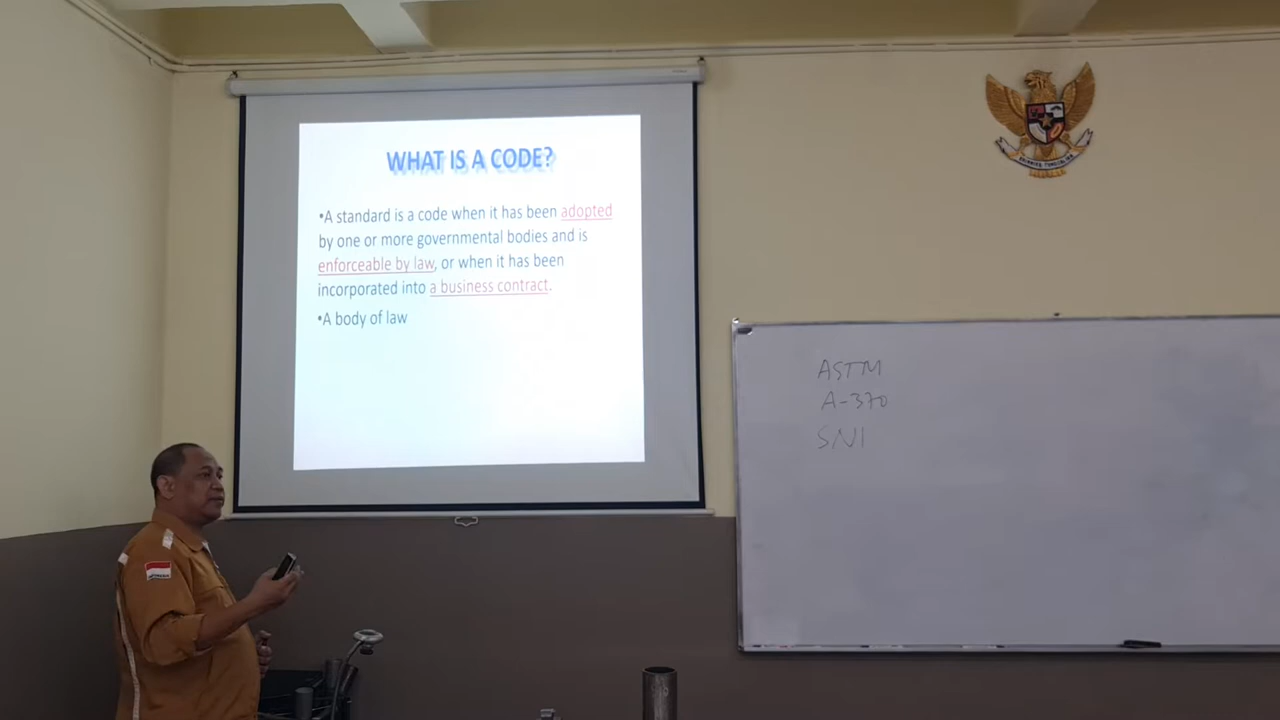 WHAT IS A CODE?
•A standard is a code when it has been adopted
by one or more governmental bodies and is
enforceable by law, or when it has been
incorporated into a business contract.
•A body of law
ASTM
A-370
SNI